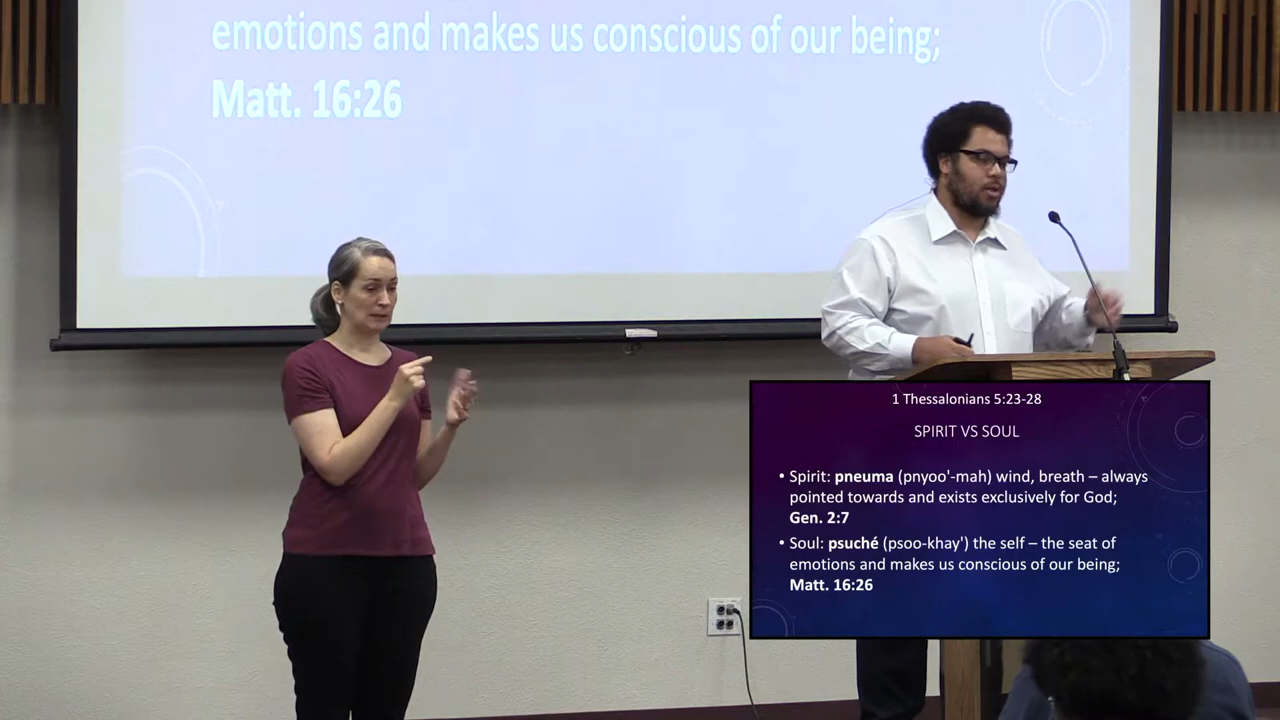 emotions and makes us conscious of our being;
Matt. 16:26
1 Thessalonians 5:23-28
SPIRIT VS SOUL
• Spirit: pneuma (pnyoo'-mah) wind, breath – always
pointed towards and exists exclusively for God;
Gen. 2:7
• Soul: psuché (psoo-khay') the self – the seat of
emotions and makes us conscious of our being;
Matt. 16:26